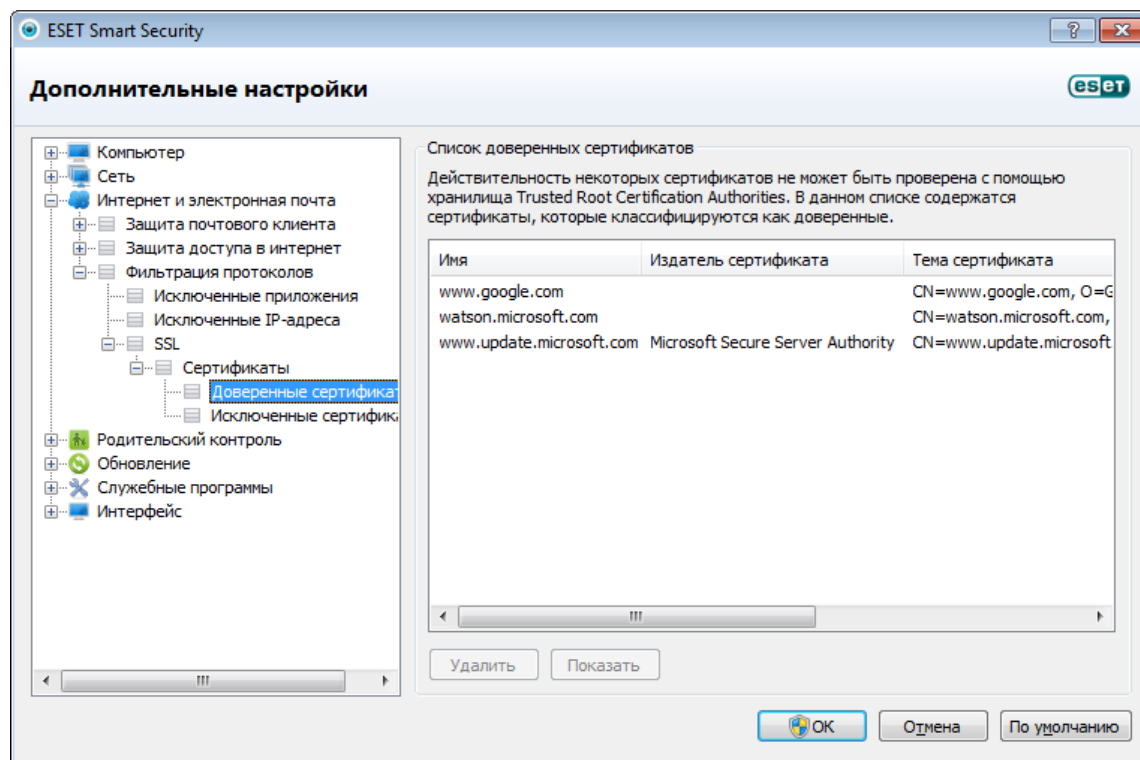 ESET Smart Security
Дополнительные настройки
eset
Компьютер
Сеть
Интернет и электронная почта
Защита почтового клиента
Защита доступа в интернет
Фильтрация протоколов
Исключенные приложения
Исключенные IP-адреса
SSL
Сертификаты
Доверенные сертификат
Исключенные сертифик
Родительский контроль
Обновление
Служебные программы
Интерфейс
Список доверенных сертификатов
Действительность некоторых сертификатов не может быть проверена с помощью
хранилища Trusted Root Certification Authorities. В данном списке содержатся
сертификаты, которые классифицируются как доверенные.
Имя Издатель сертификата Тема сертификата
www.google.com CN=www.google.com, O=G
watson.microsoft.com CN=watson.microsoft.com,
www.update.microsoft.com Microsoft Secure Server Authority CN=www.update.microsoft
Удалить Показать
OK Отмена По умолчанию